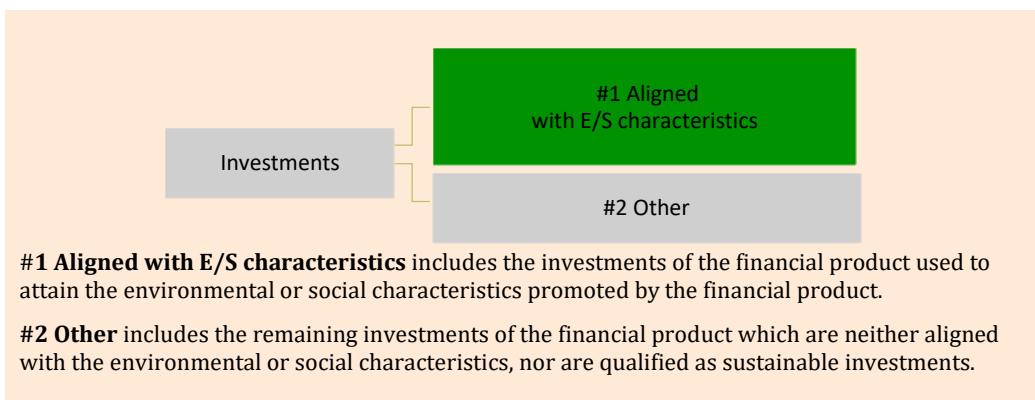 #1 Aligned
with E/S characteristics
Investments
#2 Other
#1 Aligned with E/S characteristics includes the investments of the financial product used to
attain the environmental or social characteristics promoted by the financial product.
#2 Other includes the remaining investments of the financial product which are neither aligned
with the environmental or social characteristics, nor are qualified as sustainable investments.